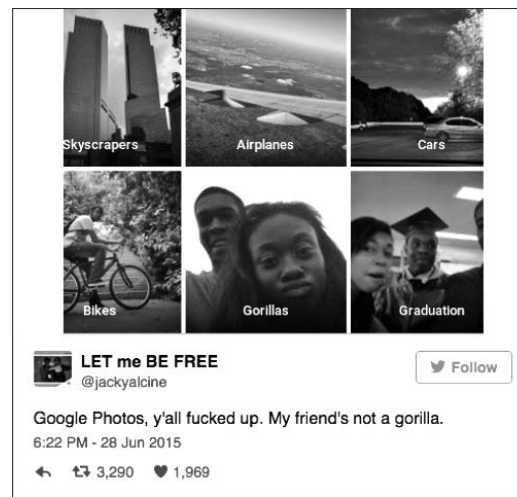 Skyscrapers
Airplanes
Cars
Bikes
Gorillas
Graduation
LET me BE FREE
@jackyalcine
Follow
Google Photos, y'all fucked up. My friend's not a gorilla.
6:22 PM - 28 Jun 2015
3,290
1,969